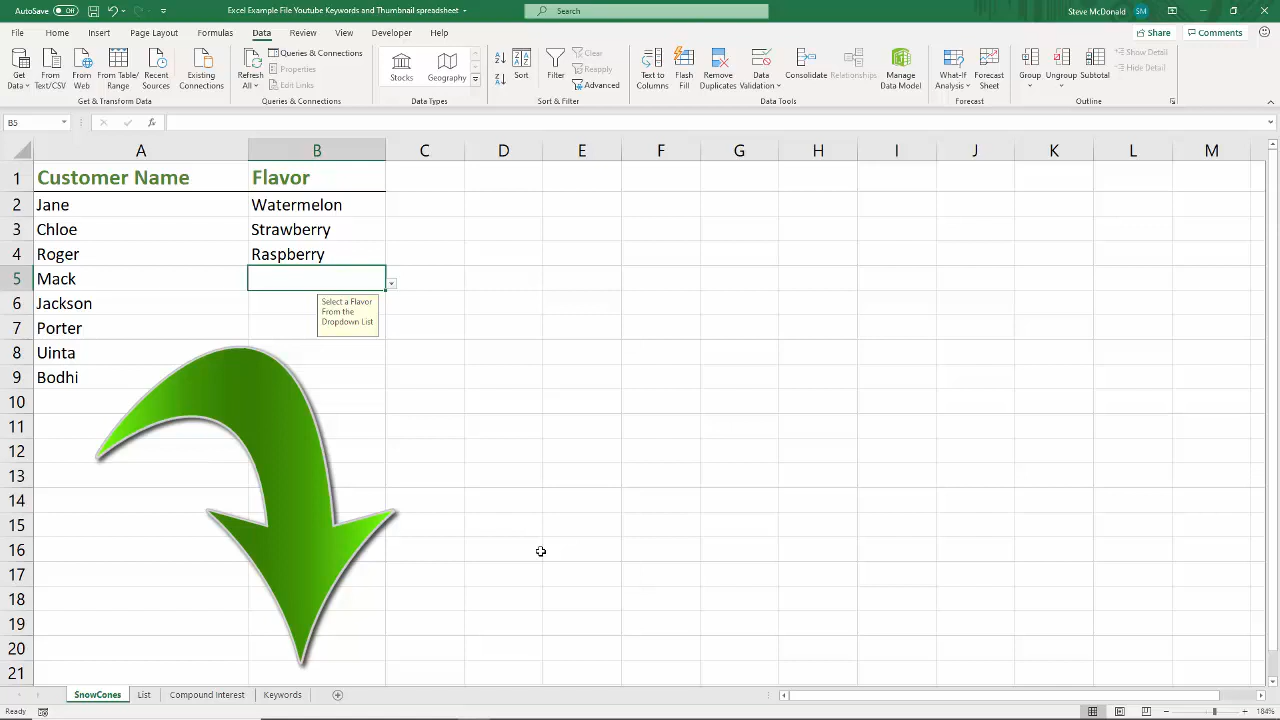 AutoSave Off
Excel Example File Youtube Keywords and Thumbnail spreadsheet
Search
Steve McDonald SM
File Home Insert Page Layout Formulas Data Review View Developer Help
Share Comments
Get Data
From Text/CSV
From Web
From Table/ Range
Recent Sources
Existing Connections
Get & Transform Data
Refresh All
Queries & Connections
Properties
Edit Links
Queries & Connections
Stocks
Geography
Data Types
Sort
Filter
Clear
Reapply
Advanced
Sort & Filter
Text to Columns
Flash Fill
Remove Duplicates
Data Validation
Consolidate
Relationships
Manage Data Model
Data Tools
What-If Analysis
Forecast Sheet
Forecast
Group
Ungroup
Subtotal
Show Detail
Hide Detail
Outline
B5
fx
A B C D E F G H I J K L M
1 Customer Name Flavor
2 Jane Watermelon
3 Chloe Strawberry
4 Roger Raspberry
5 Mack
6 Jackson
7 Porter
8 Uinta
9 Bodhi
10
11
12
13
14
15
16
17
18
19
20
21
Select a Flavor
From the
Dropdown List
SnowCones List Compound Interest Keywords
Ready
184%